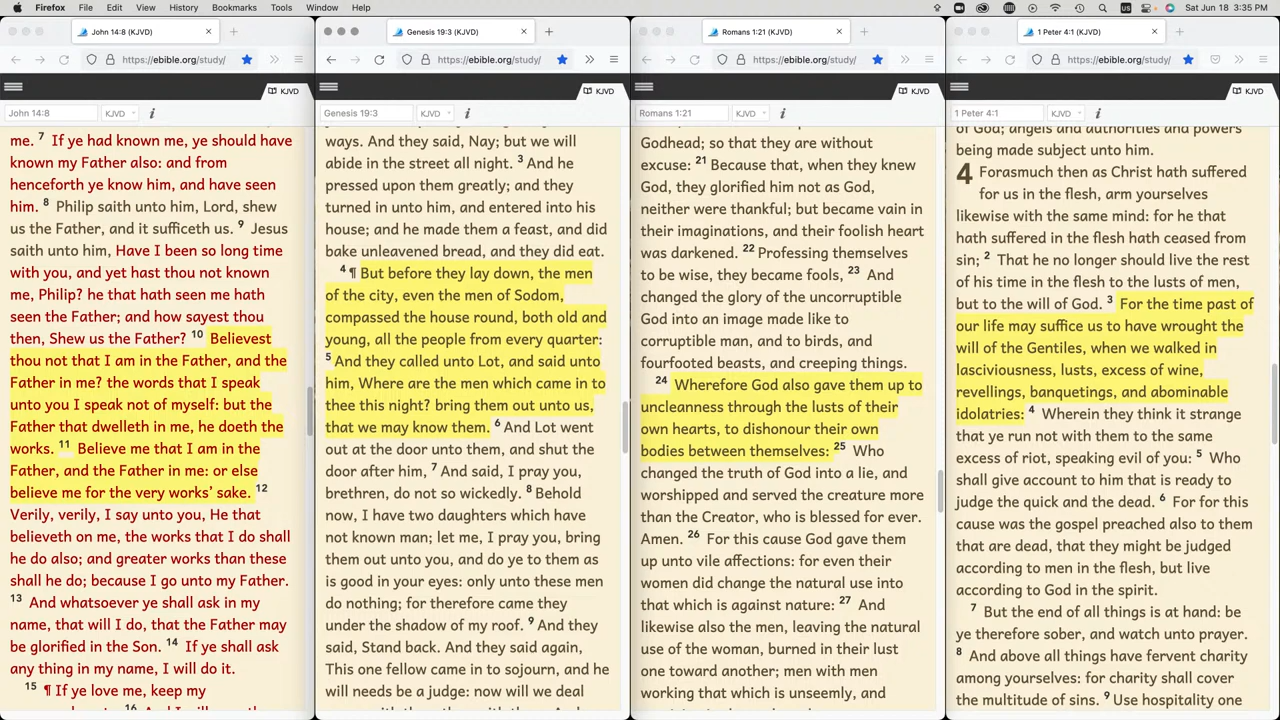 Firefox File Edit View History Bookmarks Tools Window Help US Sat Jun 18 3:35 PM
John 14:8 (KJVD)
https://ebible.org/study/
KJVD
John 14:8 KJVD i
me. 7 If ye had known me, ye should have
known my Father also: and from
henceforth ye know him, and have seen
him. 8 Philip saith unto him, Lord, shew
us the Father, and it sufficeth us. 9 Jesus
saith unto him, Have I been so long time
with you, and yet hast thou not known
me, Philip? he that hath seen me hath
seen the Father; and how sayest thou
then, Shew us the Father? 10 Believest
thou not that I am in the Father, and the
Father in me? the words that I speak
unto you I speak not of myself: but the
Father that dwelleth in me, he doeth the
works. 11 Believe me that I am in the
Father, and the Father in me: or else
believe me for the very works’ sake. 12
Verily, verily, I say unto you, He that
believeth on me, the works that I do shall
he do also; and greater works than these
shall he do; because I go unto my Father.
13 And whatsoever ye shall ask in my
name, that will I do, that the Father may
be glorified in the Son. 14 If ye shall ask
any thing in my name, I will do it.
15 ¶ If ye love me, keep my
Genesis 19:3 (KJVD)
https://ebible.org/study/
KJVD
Genesis 19:3 KJVD i
ways. And they said, Nay; but we will
abide in the street all night. 3 And he
pressed upon them greatly; and they
turned in unto him, and entered into his
house; and he made them a feast, and did
bake unleavened bread, and they did eat.
4 ¶ But before they lay down, the men
of the city, even the men of Sodom,
compassed the house round, both old and
young, all the people from every quarter:
5 And they called unto Lot, and said unto
him, Where are the men which came in to
thee this night? bring them out unto us,
that we may know them. 6 And Lot went
out at the door unto them, and shut the
door after him, 7 And said, I pray you,
brethren, do not so wickedly. 8 Behold
now, I have two daughters which have
not known man; let me, I pray you, bring
them out unto you, and do ye to them as
is good in your eyes: only unto these men
do nothing; for therefore came they
under the shadow of my roof. 9 And they
said, Stand back. And they said again,
This one fellow came in to sojourn, and he
will needs be a judge: now will we deal
Romans 1:21 (KJVD)
https://ebible.org/study/
KJVD
Romans 1:21 KJVD i
Godhead; so that they are without
excuse: 21 Because that, when they knew
God, they glorified him not as God,
neither were thankful; but became vain in
their imaginations, and their foolish heart
was darkened. 22 Professing themselves
to be wise, they became fools, 23 And
changed the glory of the uncorruptible
God into an image made like to
corruptible man, and to birds, and
fourfooted beasts, and creeping things.
24 Wherefore God also gave them up to
uncleanness through the lusts of their
own hearts, to dishonour their own
bodies between themselves: 25 Who
changed the truth of God into a lie, and
worshipped and served the creature more
than the Creator, who is blessed for ever.
Amen. 26 For this cause God gave them
up unto vile affections: for even their
women did change the natural use into
that which is against nature: 27 And
likewise also the men, leaving the natural
use of the woman, burned in their lust
one toward another; men with men
working that which is unseemly, and
1 Peter 4:1 (KJVD)
https://ebible.org/study/
KJVD
1 Peter 4:1 KJVD i
of God; angels and authorities and powers
being made subject unto him.
4 Forasmuch then as Christ hath suffered
for us in the flesh, arm yourselves
likewise with the same mind: for he that
hath suffered in the flesh hath ceased from
sin; 2 That he no longer should live the rest
of his time in the flesh to the lusts of men,
but to the will of God. 3 For the time past of
our life may suffice us to have wrought the
will of the Gentiles, when we walked in
lasciviousness, lusts, excess of wine,
revellings, banquetings, and abominable
idolatries: 4 Wherein they think it strange
that ye run not with them to the same
excess of riot, speaking evil of you: 5 Who
shall give account to him that is ready to
judge the quick and the dead. 6 For for this
cause was the gospel preached also to them
that are dead, that they might be judged
according to men in the flesh, but live
according to God in the spirit.
7 But the end of all things is at hand: be
ye therefore sober, and watch unto prayer.
8 And above all things have fervent charity
among yourselves: for charity shall cover
the multitude of sins. 9 Use hospitality one